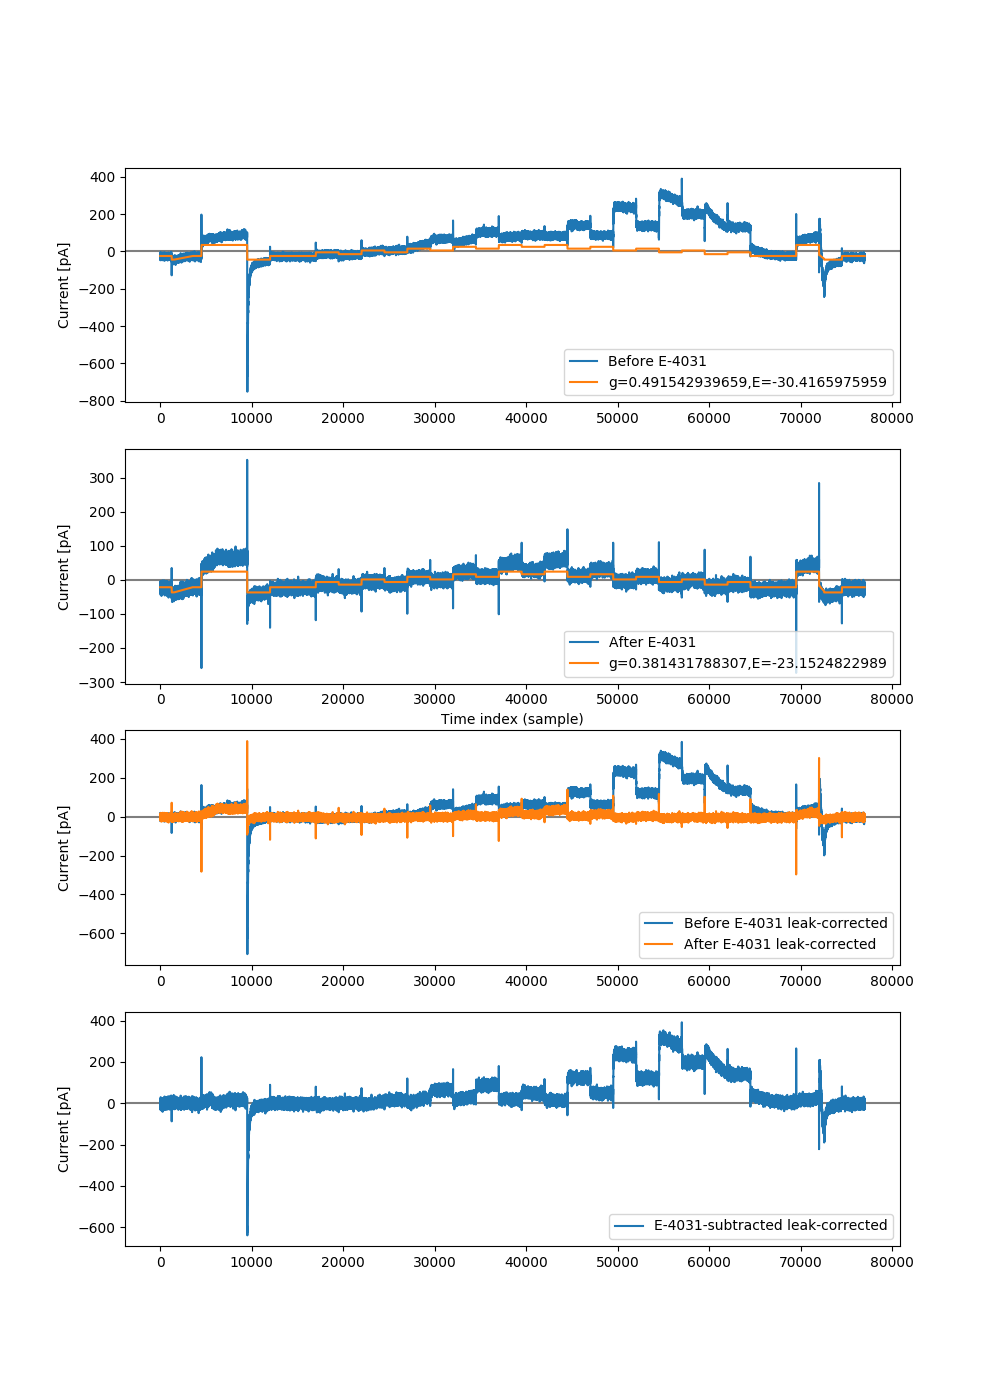 400
200
0
−200
−400
−600
−800
Current [pA]
Before E-4031
g=0.491542939659,E=-30.4165975959
0 10000 20000 30000 40000 50000 60000 70000 80000
300
200
100
0
−100
−200
−300
Current [pA]
After E-4031
g=0.381431788307,E=-23.1524822989
0 10000 20000 30000 40000 50000 60000 70000 80000
Time index (sample)
400
200
0
−200
−400
−600
Current [pA]
Before E-4031 leak-corrected
After E-4031 leak-corrected
0 10000 20000 30000 40000 50000 60000 70000 80000
400
200
0
−200
−400
−600
Current [pA]
E-4031-subtracted leak-corrected
0 10000 20000 30000 40000 50000 60000 70000 80000